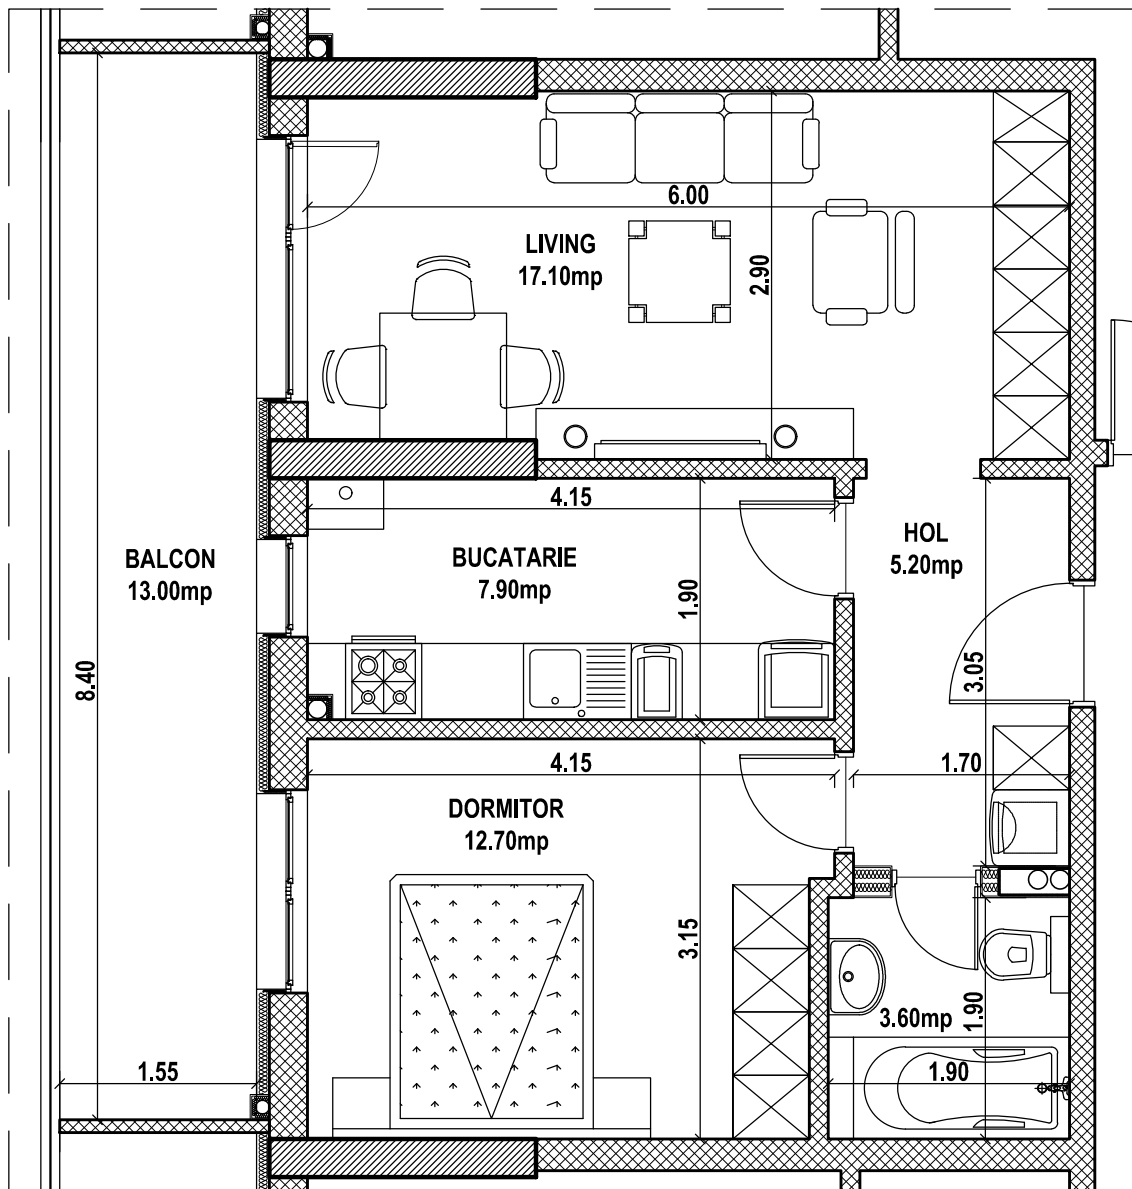 6.00
LIVING
17.10mp
2.90
4.15
BUCATARIE
7.90mp
1.90
HOL
5.20mp
BALCON
13.00mp
8.40
3.05
4.15
1.70
DORMITOR
12.70mp
3.15
3.60mp
1.90
1.55
1.90